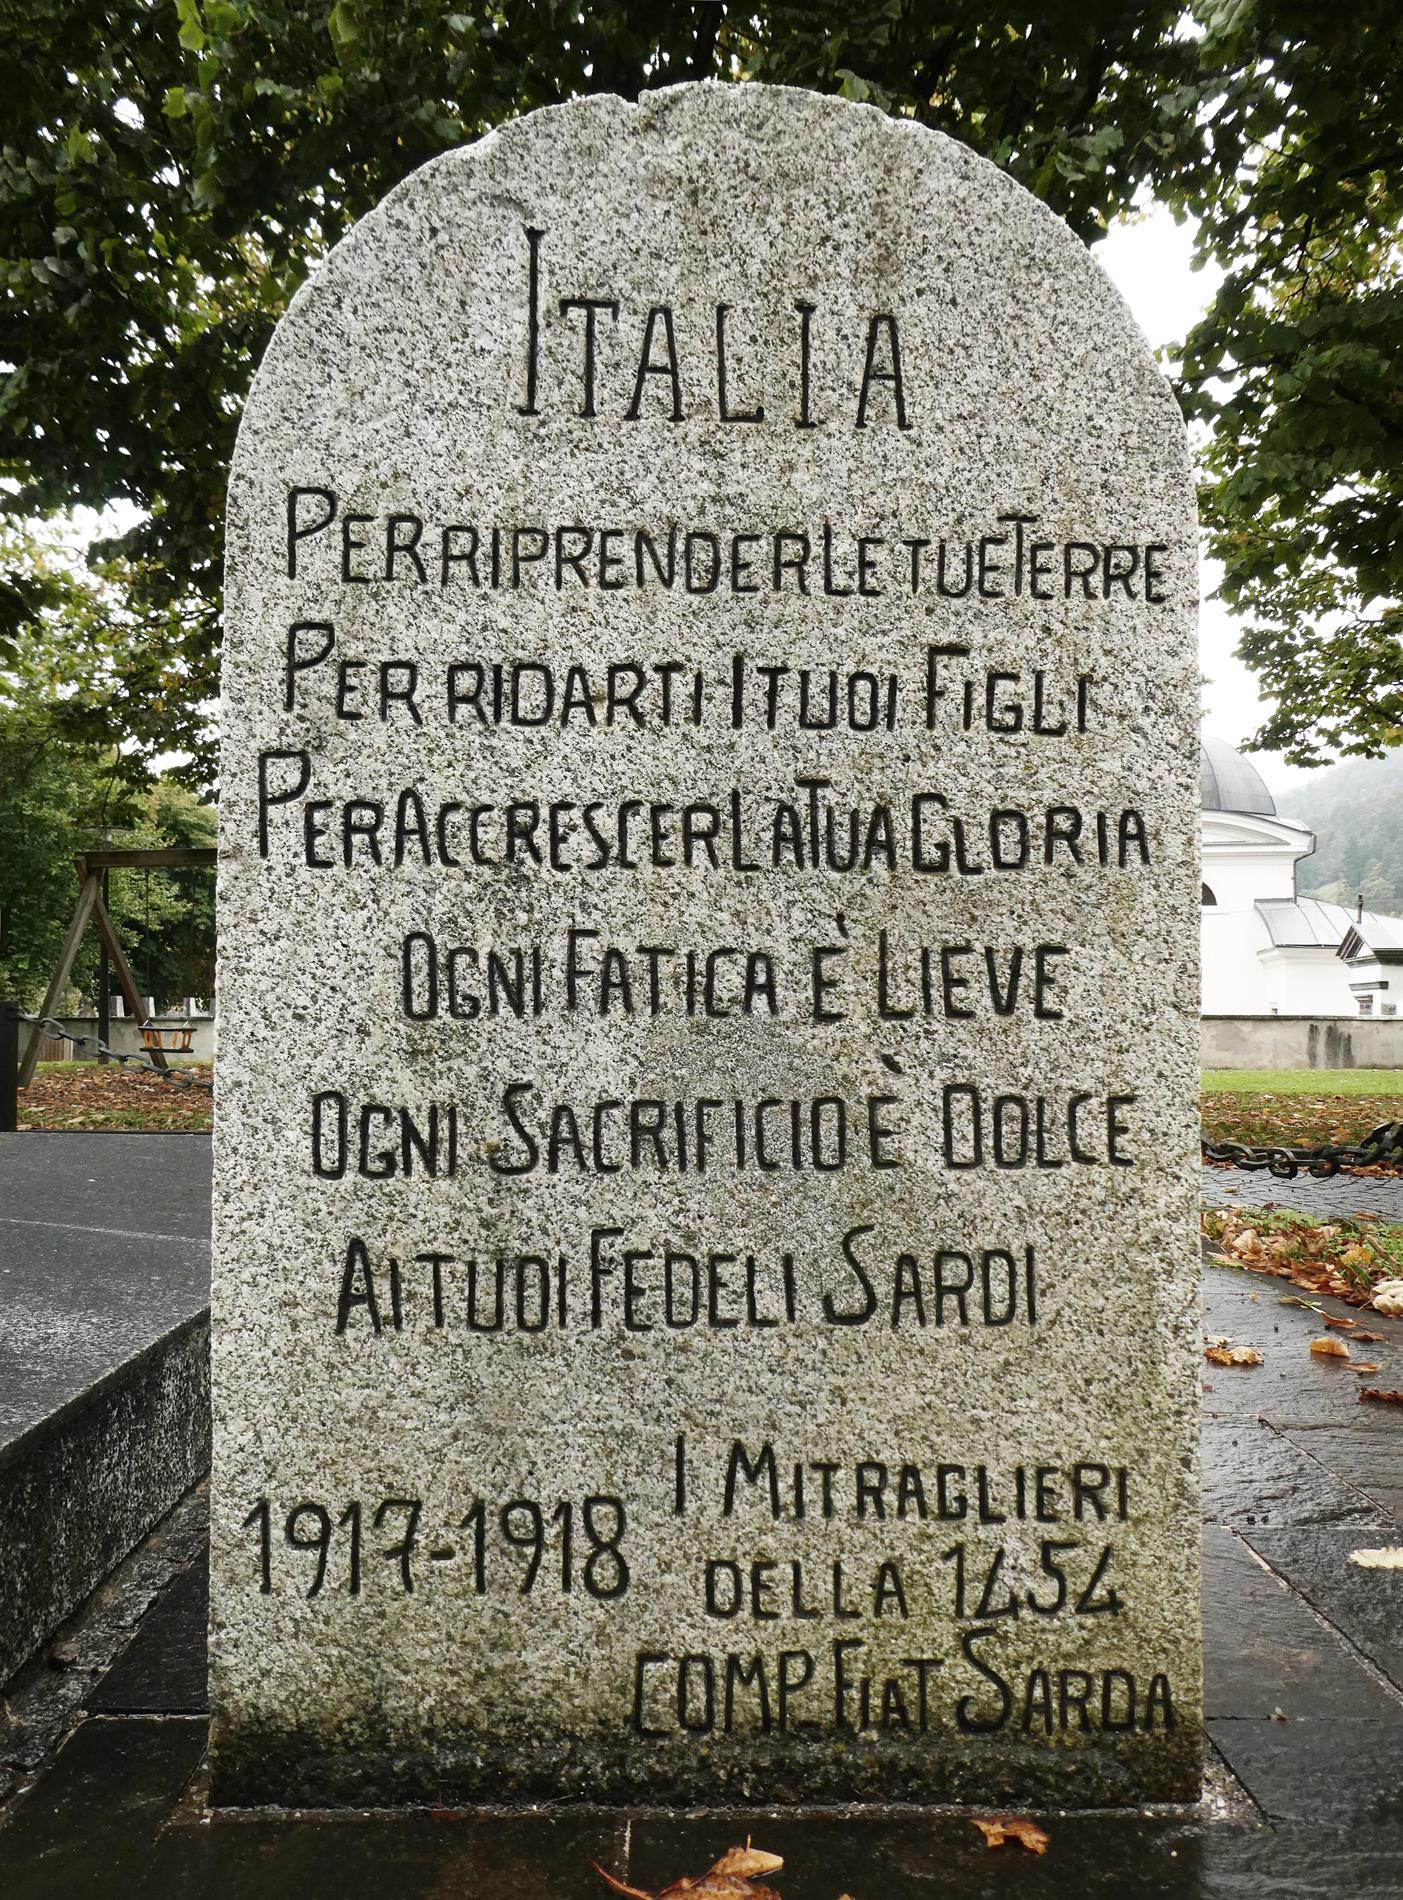 ITALIA
PER RIPRENDER LE TUE TERRE
PER RIDARTI I TUOI FIGLI
PER ACCRESCER LA TUA GLORIA
OGNI FATICA È LIEVE
OGNI SACRIFICIO È DOLCE
AI TUOI FEDELI SARDI
1917-1918
I MITRAGLIERI
DELLA 1454
COMP. FIAT SARDA